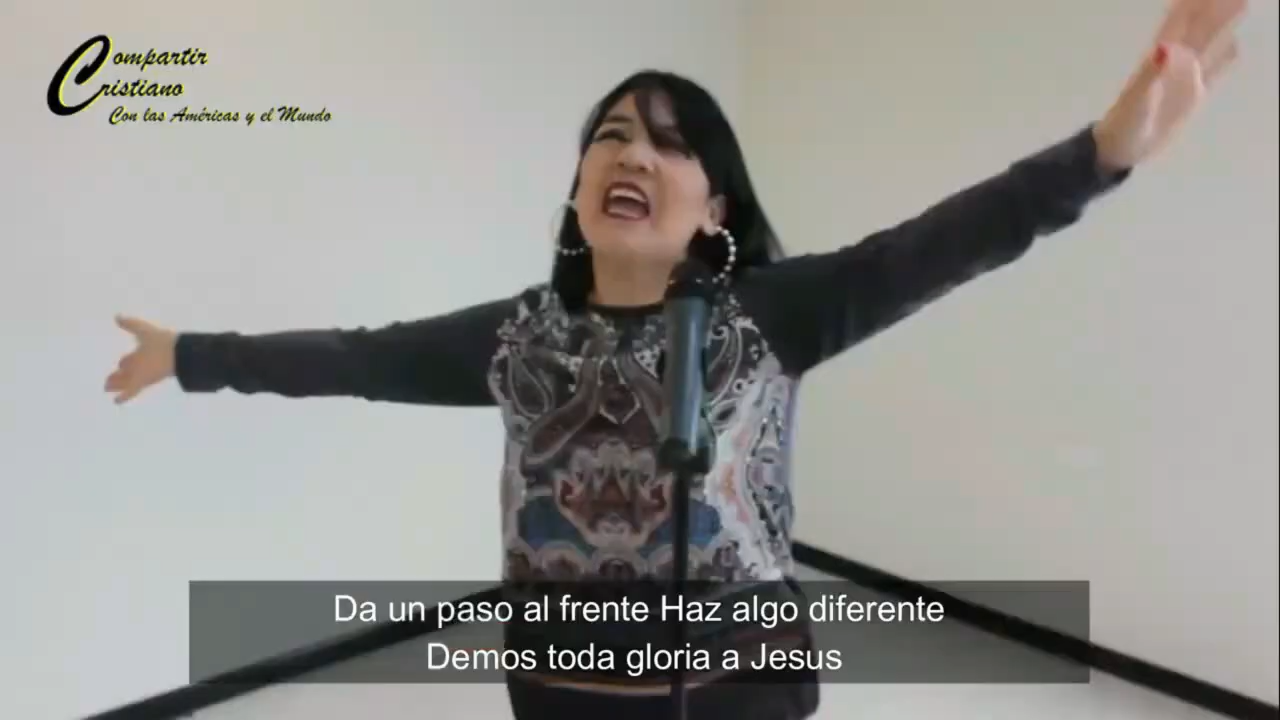 Compartir
Cristiano
Con las Américas y el Mundo
Da un paso al frente Haz algo diferente
Demos toda gloria a Jesus